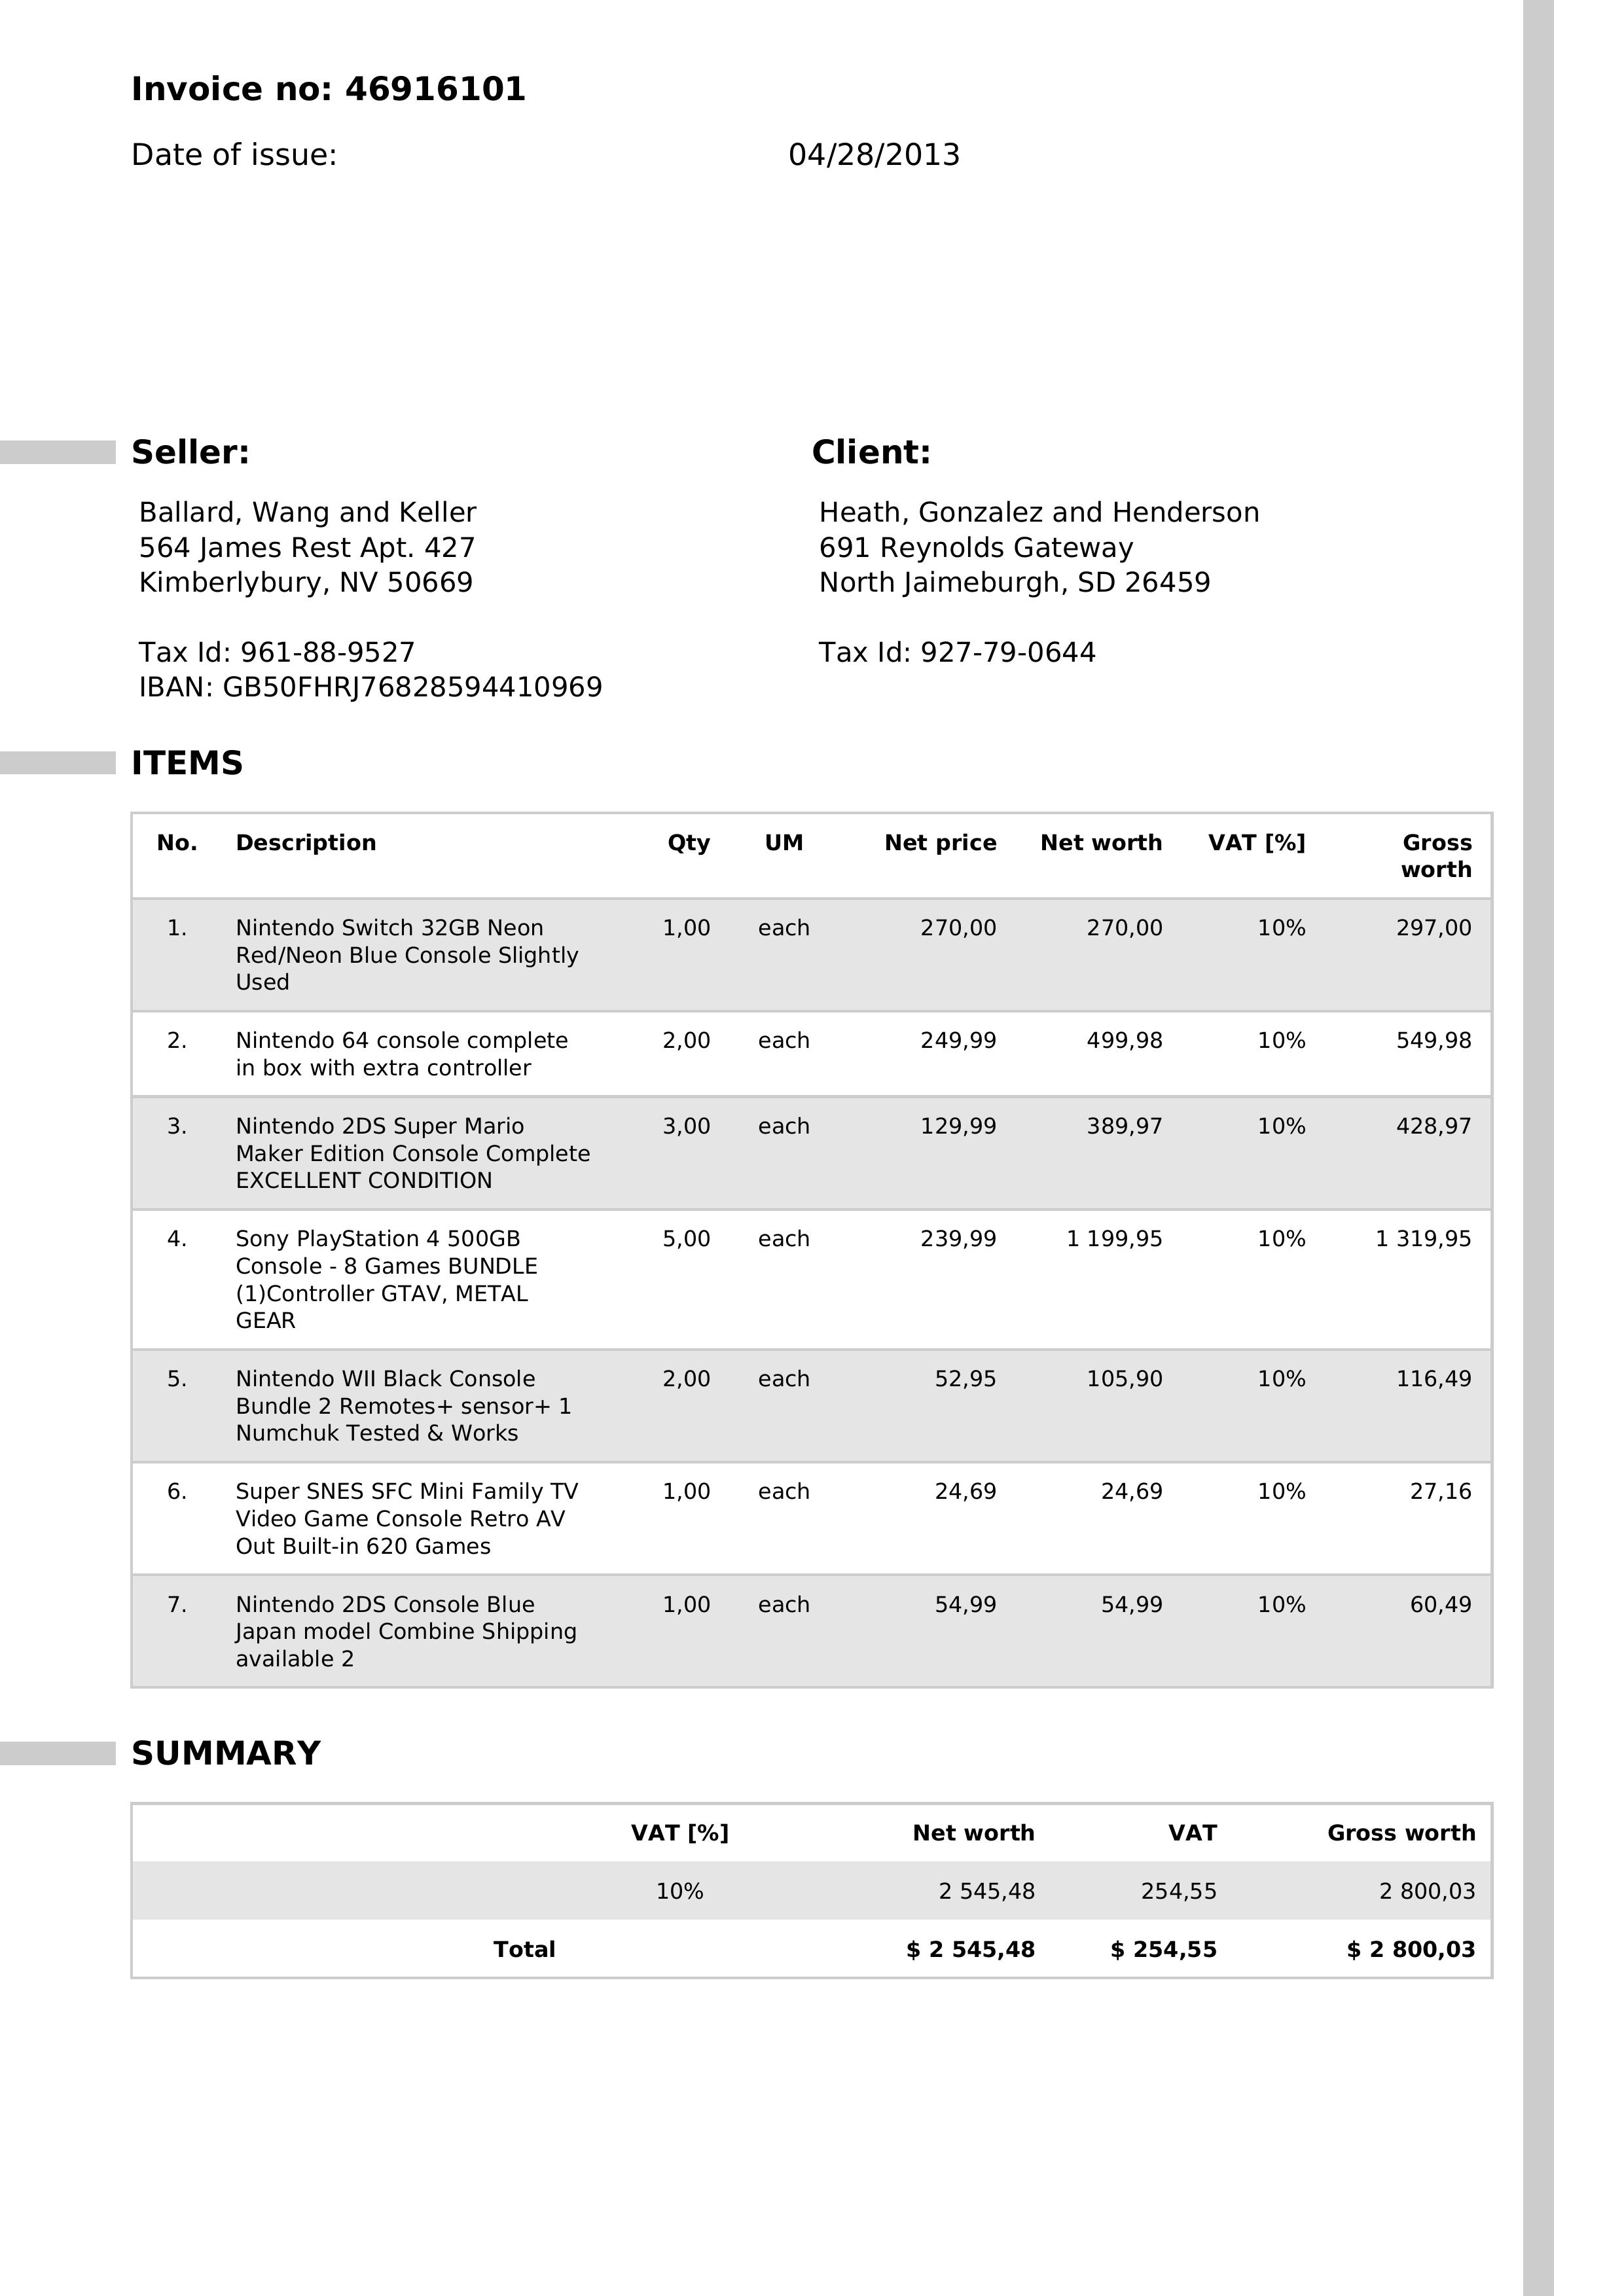 Invoice no: 46916101
Date of issue: 04/28/2013
Seller: Client:
Ballard, Wang and Keller Heath, Gonzalez and Henderson
564 James Rest Apt. 427 691 Reynolds Gateway
Kimberlybury, NV 50669 North Jaimeburgh, SD 26459
Tax Id: 961-88-9527 Tax Id: 927-79-0644
IBAN: GB50FHRJ76828594410969
ITEMS
No. Description Qty UM Net price Net worth VAT [%] Gross
worth
1. Nintendo Switch 32GB Neon 1,00 each 270,00 270,00 10% 297,00
Red/Neon Blue Console Slightly
Used
2. Nintendo 64 console complete 2,00 each 249,99 499,98 10% 549,98
in box with extra controller
3. Nintendo 2DS Super Mario 3,00 each 129,99 389,97 10% 428,97
Maker Edition Console Complete
EXCELLENT CONDITION
4. Sony PlayStation 4 500GB 5,00 each 239,99 1 199,95 10% 1 319,95
Console - 8 Games BUNDLE
(1)Controller GTAV, METAL
GEAR
5. Nintendo WII Black Console 2,00 each 52,95 105,90 10% 116,49
Bundle 2 Remotes+ sensor+ 1
Numchuk Tested & Works
6. Super SNES SFC Mini Family TV 1,00 each 24,69 24,69 10% 27,16
Video Game Console Retro AV
Out Built-in 620 Games
7. Nintendo 2DS Console Blue 1,00 each 54,99 54,99 10% 60,49
Japan model Combine Shipping
available 2
SUMMARY
VAT [%] Net worth VAT Gross worth
10% 2 545,48 254,55 2 800,03
Total $ 2 545,48 $ 254,55 $ 2 800,03